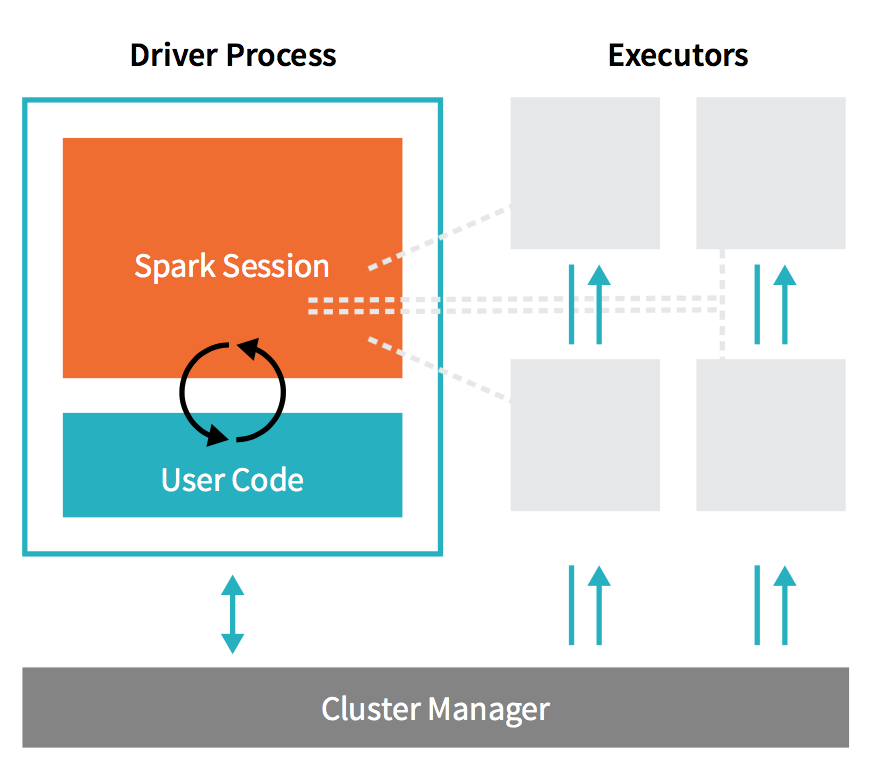 Driver Process
Executors
Spark Session
User Code
Cluster Manager